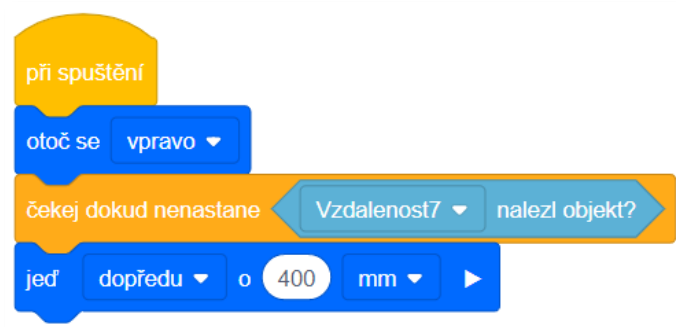 při spuštění
otoč se vpravo
čekej dokud nenastane Vzdalenost7 nalezl objekt?
jeď dopředu o 400 mm